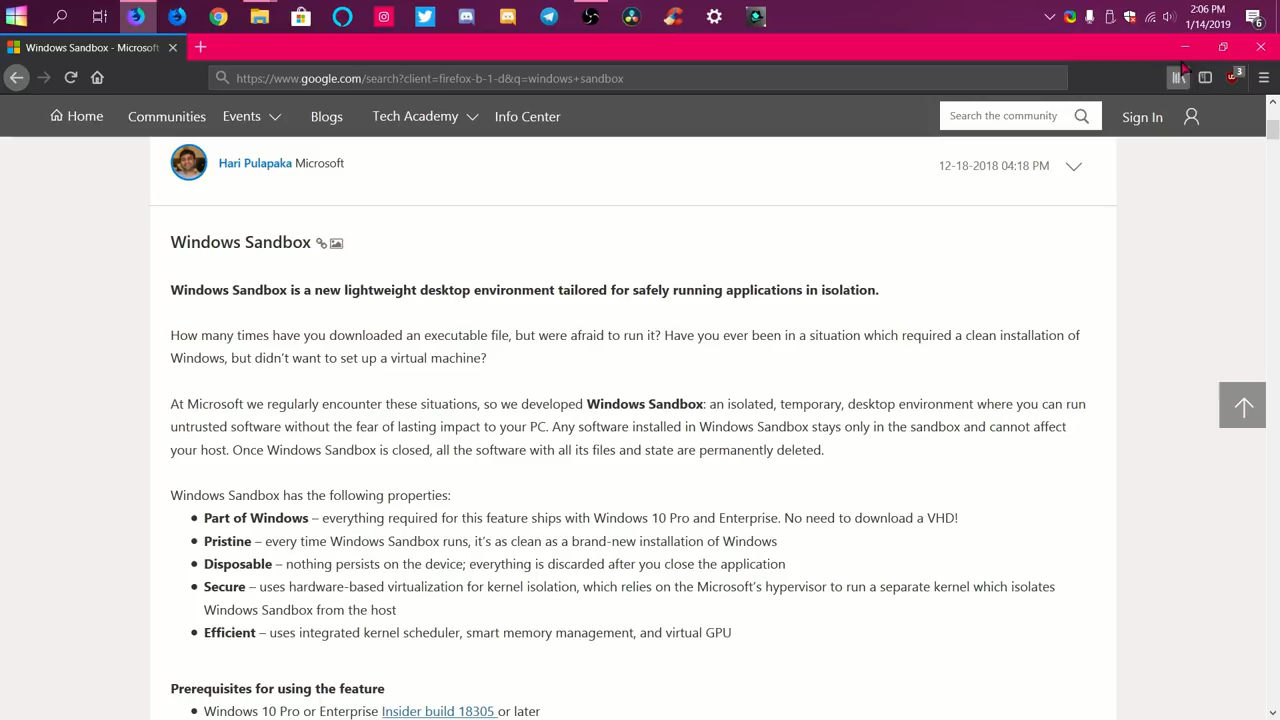 2:06 PM
1/14/2019
6
Windows Sandbox - Microsoft
https://www.google.com/search?client=firefox-b-1-d&q=windows+sandbox
3
Home
Communities
Events
Blogs
Tech Academy
Info Center
Search the community
Sign In
Hari Pulapaka Microsoft
12-18-2018 04:18 PM
Windows Sandbox
Windows Sandbox is a new lightweight desktop environment tailored for safely running applications in isolation.
How many times have you downloaded an executable file, but were afraid to run it? Have you ever been in a situation which required a clean installation of
Windows, but didn't want to set up a virtual machine?
At Microsoft we regularly encounter these situations, so we developed Windows Sandbox: an isolated, temporary, desktop environment where you can run
untrusted software without the fear of lasting impact to your PC. Any software installed in Windows Sandbox stays only in the sandbox and cannot affect
your host. Once Windows Sandbox is closed, all the software with all its files and state are permanently deleted.
Windows Sandbox has the following properties:
• Part of Windows – everything required for this feature ships with Windows 10 Pro and Enterprise. No need to download a VHD!
• Pristine – every time Windows Sandbox runs, it's as clean as a brand-new installation of Windows
• Disposable – nothing persists on the device; everything is discarded after you close the application
• Secure – uses hardware-based virtualization for kernel isolation, which relies on the Microsoft's hypervisor to run a separate kernel which isolates
Windows Sandbox from the host
• Efficient – uses integrated kernel scheduler, smart memory management, and virtual GPU
Prerequisites for using the feature
• Windows 10 Pro or Enterprise Insider build 18305 or later